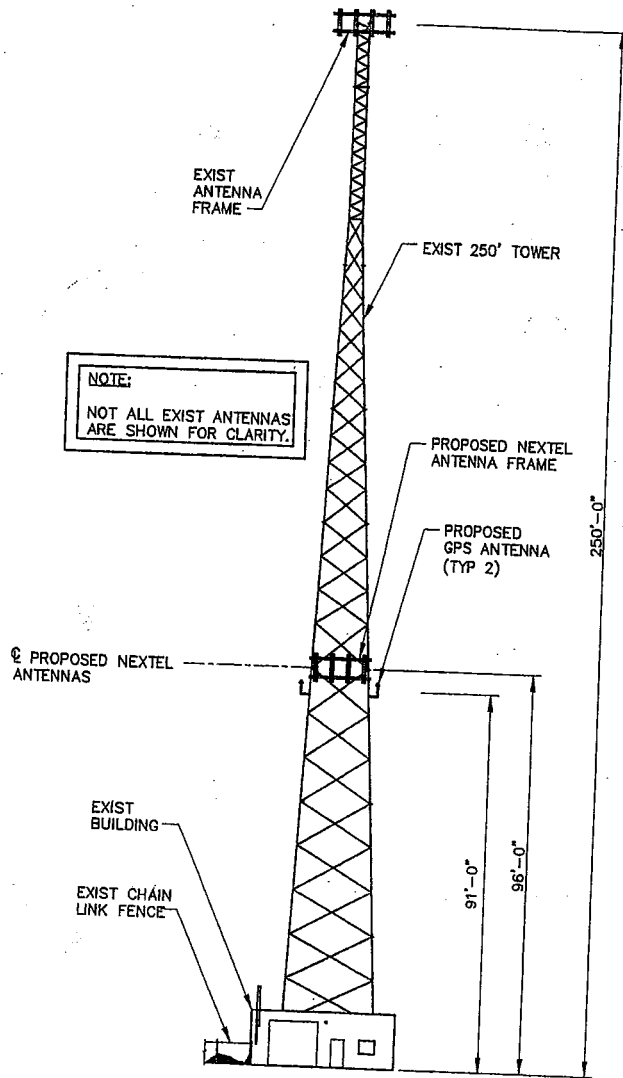 EXIST
ANTENNA
FRAME
EXIST 250' TOWER
NOTE:
NOT ALL EXIST ANTENNAS
ARE SHOWN FOR CLARITY.
PROPOSED NEXTEL
ANTENNA FRAME
PROPOSED
GPS ANTENNA
(TYP 2)
250'-0"
℄ PROPOSED NEXTEL
ANTENNAS
EXIST
BUILDING
EXIST CHAIN
LINK FENCE
91'-0"
96'-0"